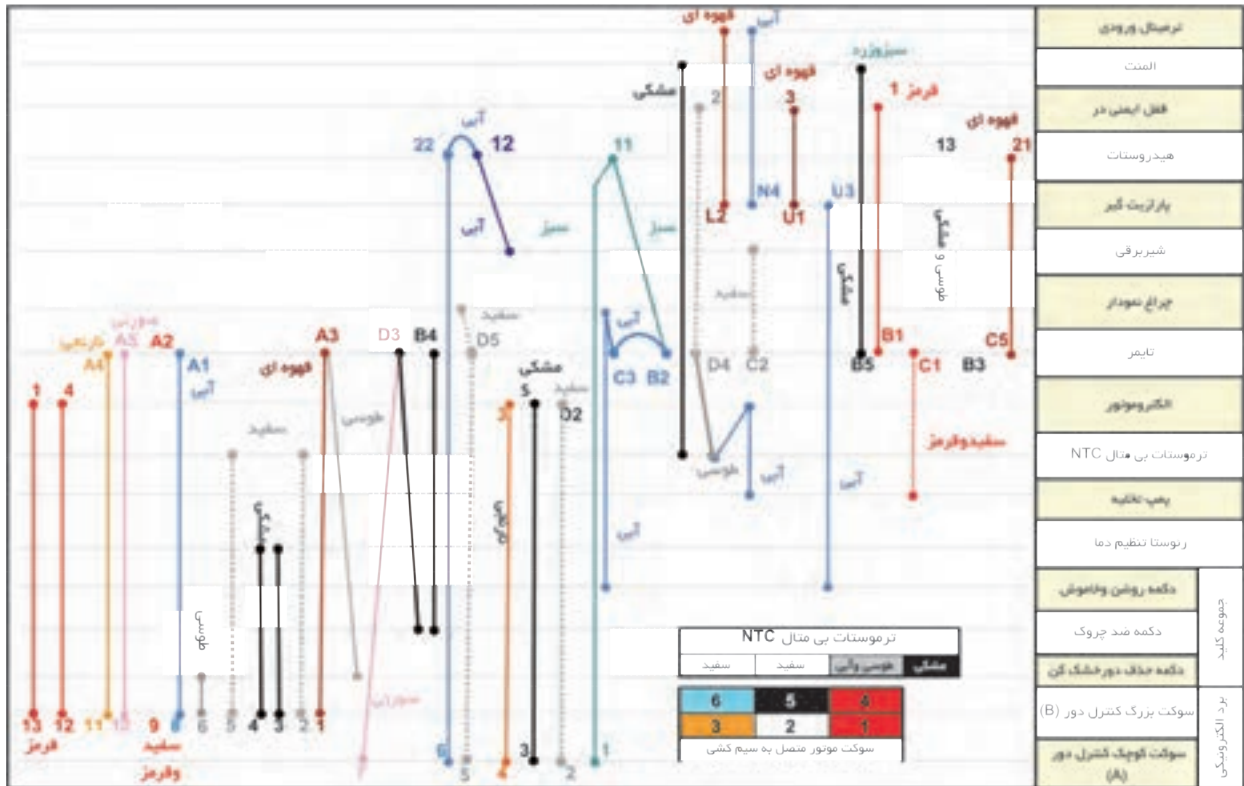 قهوه ای
آبی
ترمینال ورودی
المنت
قفل ایمنی در
هیدروستات
پارازیت گیر
شیربرقی
چراغ نمودار
تایمر
الکتروموتور
ترموستات بی متال NTC
پمپ تخلیه
رئوستا تنظیم دما
دکمه روشن وخاموش
دکمه ضد چروک
دکمه حذف دورخشک کن
مجموعه کلید
سوکت بزرگ کنترل دور (B)
سوکت کوچک کنترل دور (A)
برد الکترونیکی
مشکی
2
قهوه ای
3
سبزوزرد
1 قرمز
قهوه ای
13
21
22
آبی
12
11
L2
N4
U1
U3
آبی
سبز
سبز
طوسی و مشکی
مشکی
سفید
سفید
آبی
صورتی
نارنجی
A5
A4
A2
A1
آبی
A3
قهوه ای
D3
B4
D5
C3
B2
D4
C2
B5
B1
C1
B3
C5
1
4
سفید
طوسی
مشکی
5
سفید
D2
3
طوسی
آبی
سفیدوقرمز
مشکی
نارنجی
آبی
آبی
طوسی
صورتی
13
12
11
13
9
6
6
5
4
3
2
1
قرمز
سفید
وقرمز
6
5
4
3
2
1
ترموستات بی متال NTC
سفید
سفید
طوسی وآبی
مشکی
6
5
4
3
2
1
سوکت موتور متصل به سیم کشی